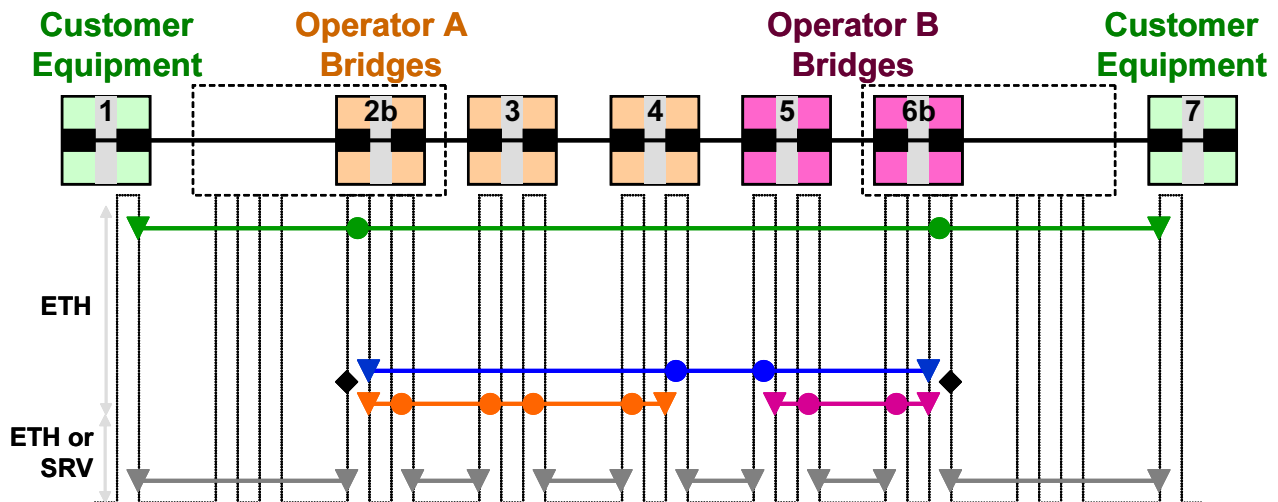 Customer
Equipment
Operator A
Bridges
Operator B
Bridges
Customer
Equipment
1
2b
3
4
5
6b
7
ETH
ETH or
SRV